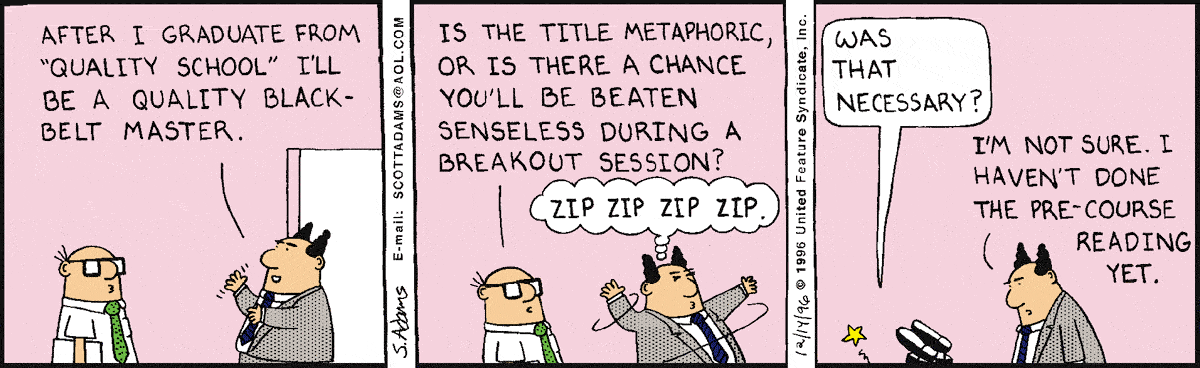 AFTER I GRADUATE FROM
"QUALITY SCHOOL" I'LL
BE A QUALITY BLACK-
BELT MASTER.
S.Adams
E-mail: SCOTTADAMS@AOL.COM
IS THE TITLE METAPHORIC,
OR IS THERE A CHANCE
YOU'LL BE BEATEN
SENSELESS DURING A
BREAKOUT SESSION?
ZIP ZIP ZIP ZIP.
12/14/96 © 1996 United Feature Syndicate, Inc.
WAS
THAT
NECESSARY?
I'M NOT SURE. I
HAVEN'T DONE
THE PRE-COURSE
READING
YET.